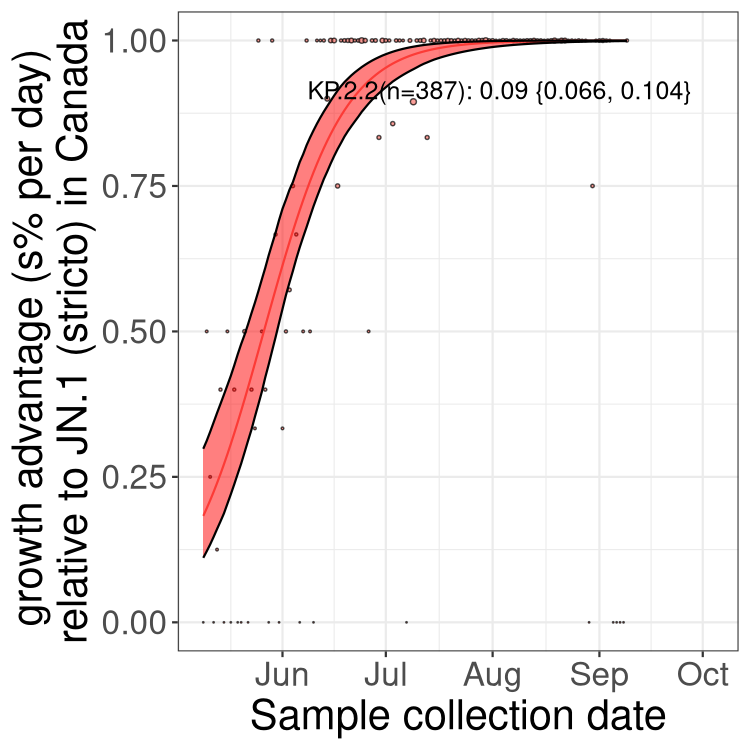 growth advantage (s% per day)
relative to JN.1 (stricto) in Canada
1.00
0.75
0.50
0.25
0.00
KP.2.2(n=387): 0.09 {0.066, 0.104}
Jun Jul Aug Sep Oct
Sample collection date